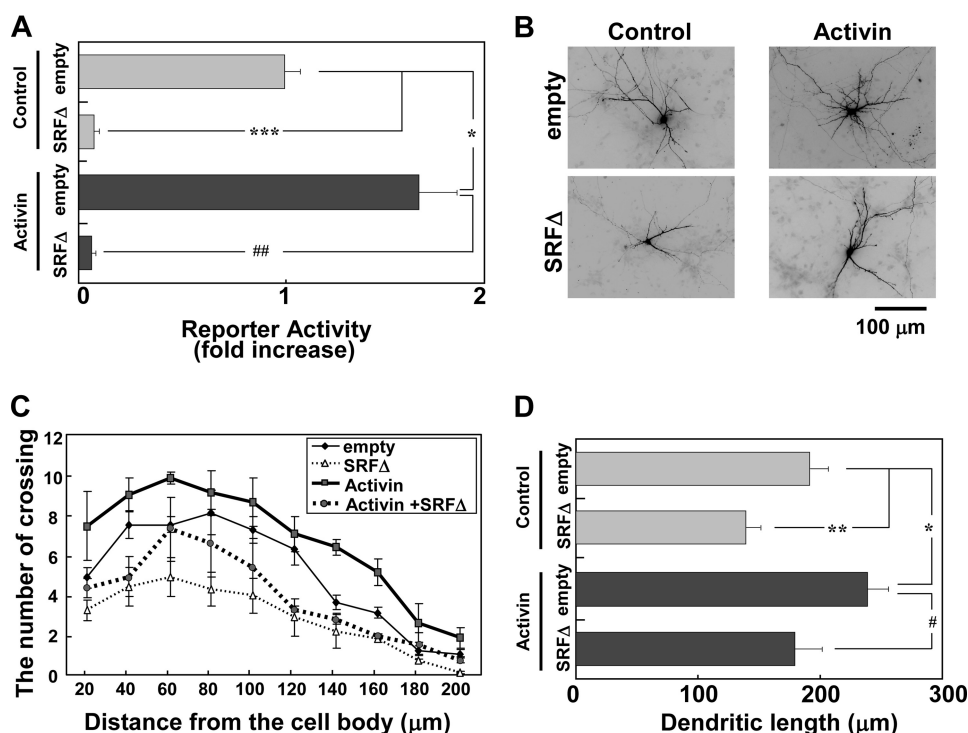 A
Control
empty
SRFΔ
Activin
empty
SRFΔ
***
*
##
0 1 2
Reporter Activity
(fold increase)
B
Control Activin
empty
SRFΔ
100 μm
C
The number of crossing
12
10
8
6
4
2
0
empty
SRFΔ
Activin
Activin +SRFΔ
20 40 60 80 100 120 140 160 180 200
Distance from the cell body (μm)
D
Control
empty
SRFΔ
Activin
empty
SRFΔ
**
*
#
0 100 200 300
Dendritic length (μm)